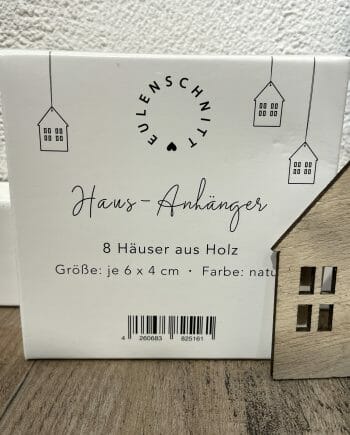 EULENSCHNITT
Haus-Anhänger
8 Häuser aus Holz
Größe: je 6 x 4 cm • Farbe: natu
4 260683 825161